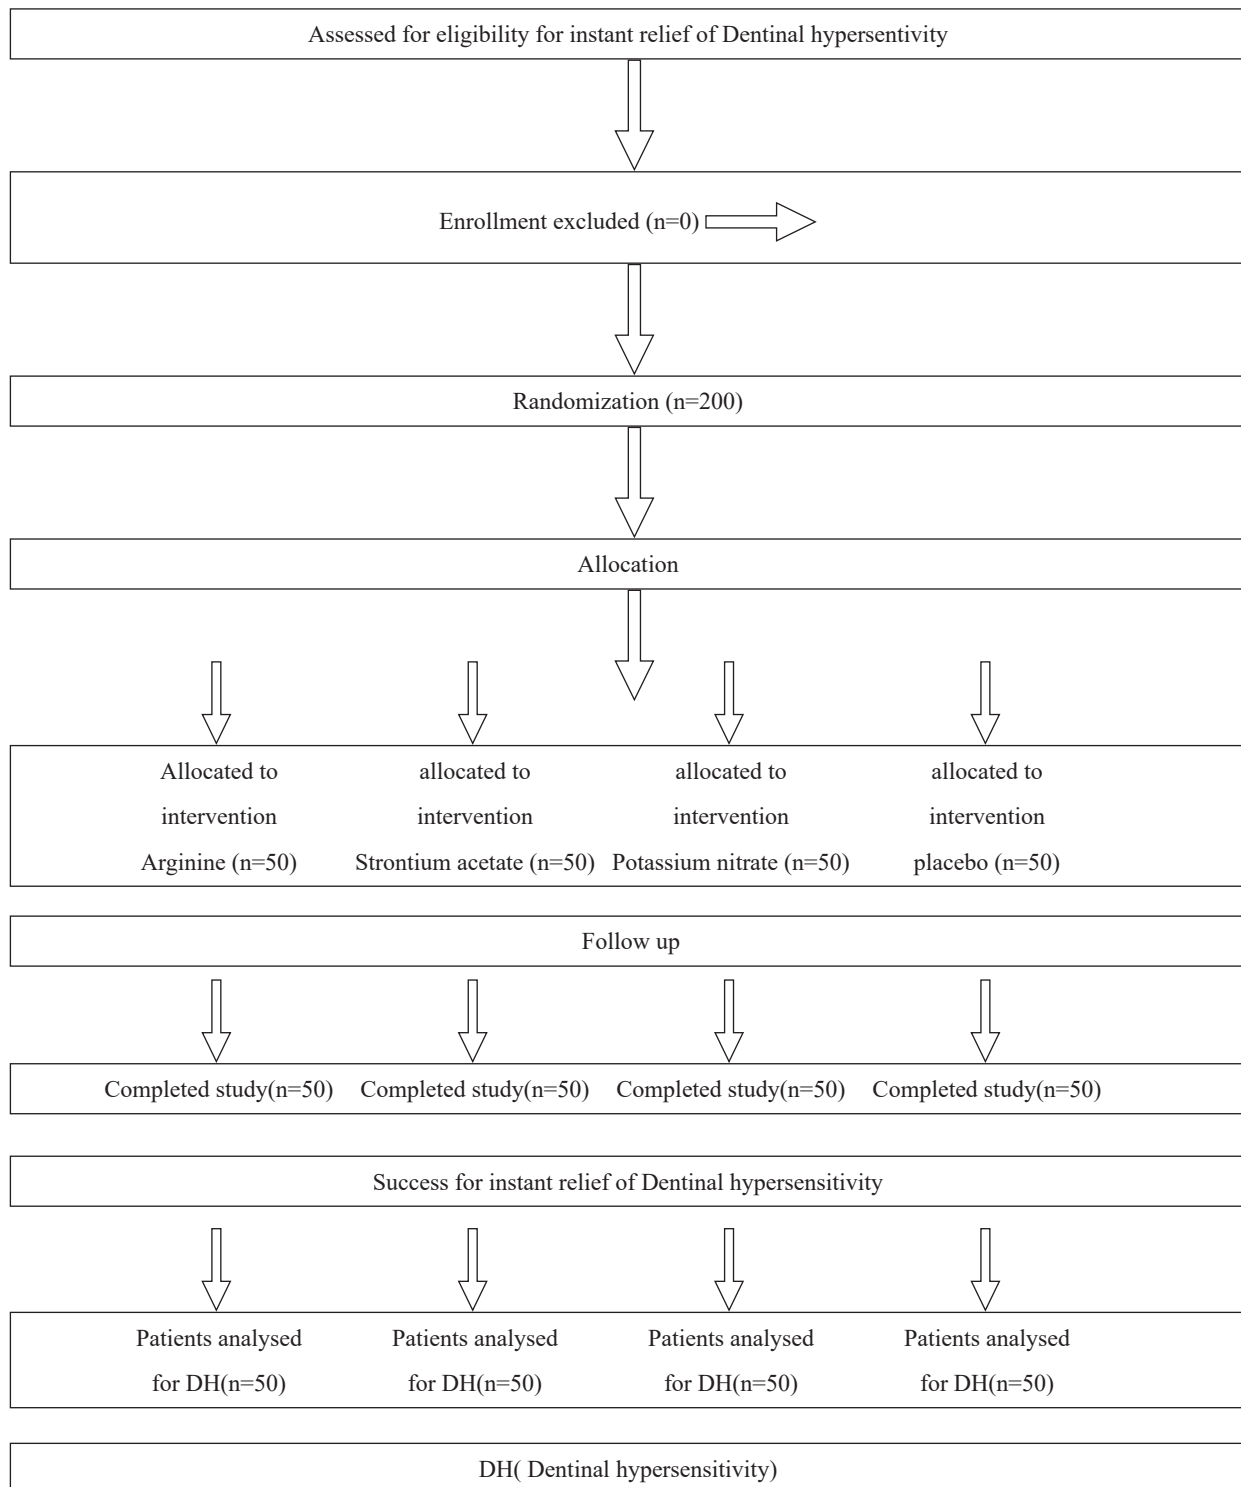 Assessed for eligibility for instant relief of Dentinal hypersentivity
Enrollment excluded (n=0)
Randomization (n=200)
Allocation
Allocated to
intervention
Arginine (n=50)
allocated to
intervention
Strontium acetate (n=50)
allocated to
intervention
Potassium nitrate (n=50)
allocated to
intervention
placebo (n=50)
Follow up
Completed study(n=50)
Completed study(n=50)
Completed study(n=50)
Completed study(n=50)
Success for instant relief of Dentinal hypersensitivity
Patients analysed
for DH(n=50)
Patients analysed
for DH(n=50)
Patients analysed
for DH(n=50)
Patients analysed
for DH(n=50)
DH( Dentinal hypersensitivity)